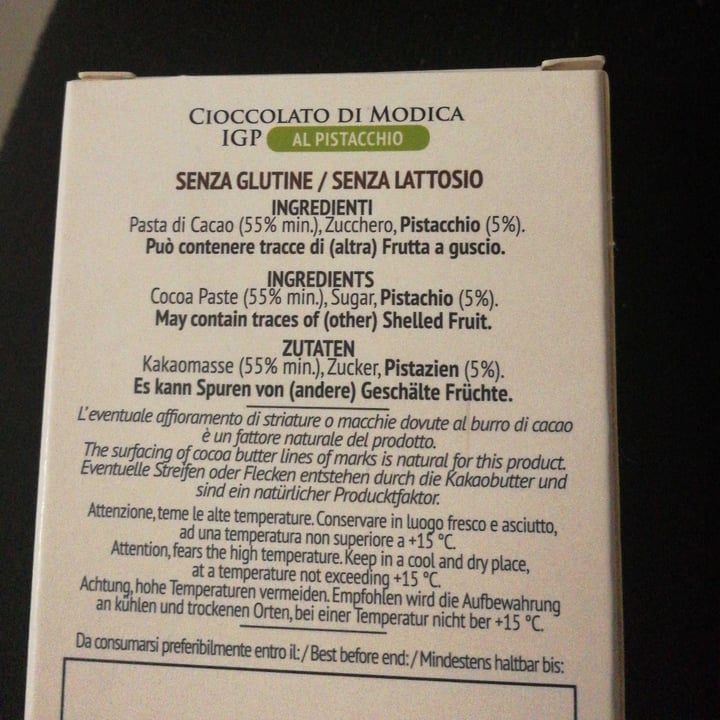 CIOCCOLATO DI MODICA
IGP AL PISTACCHIO
SENZA GLUTINE / SENZA LATTOSIO
INGREDIENTI
Pasta di Cacao (55% min.), Zucchero, Pistacchio (5%).
Può contenere tracce di (altra) Frutta a guscio.
INGREDIENTS
Cocoa Paste (55% min.), Sugar, Pistachio (5%).
May contain traces of (other) Shelled Fruit.
ZUTATEN
Kakaomasse (55% min.), Zucker, Pistazien (5%).
Es kann Spuren von (andere) Geschälte Früchte.
L'eventuale affioramento di striature o macchie dovute al burro di cacao
è un fattore naturale del prodotto.
The surfacing of cocoa butter lines of marks is natural for this product.
Eventuelle Streifen oder Flecken entstehen durch die Kakaobutter und
sind ein natürlicher Producktfaktor.
Attenzione, teme le alte temperature. Conservare in luogo fresco e asciutto,
ad una temperatura non superiore a +15 °C.
Attention, fears the high temperature. Keep in a cool and dry place,
at a temperature not exceeding +15 °C.
Achtung, hohe Temperaturen vermeiden. Empfohlen wird die Aufbewahrung
an kühlen und trockenen Orten, bei einer Temperatur nicht ber +15 °C.
Da consumarsi preferibilmente entro il: / Best before end: / Mindestens haltbar bis: